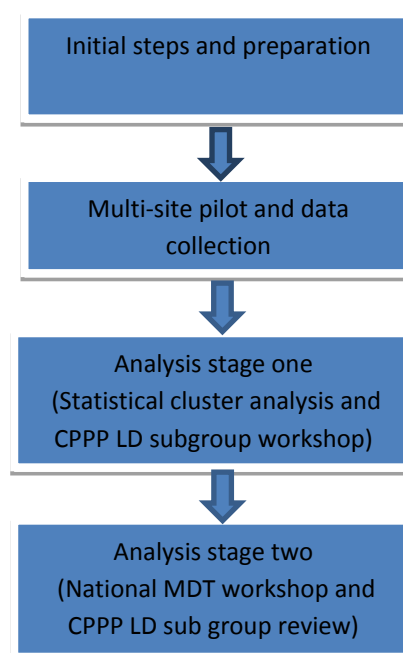 Initial steps and preparation
Multi-site pilot and data
collection
Analysis stage one
(Statistical cluster analysis and
CPPP LD subgroup workshop)
Analysis stage two
(National MDT workshop and
CPPP LD sub group review)